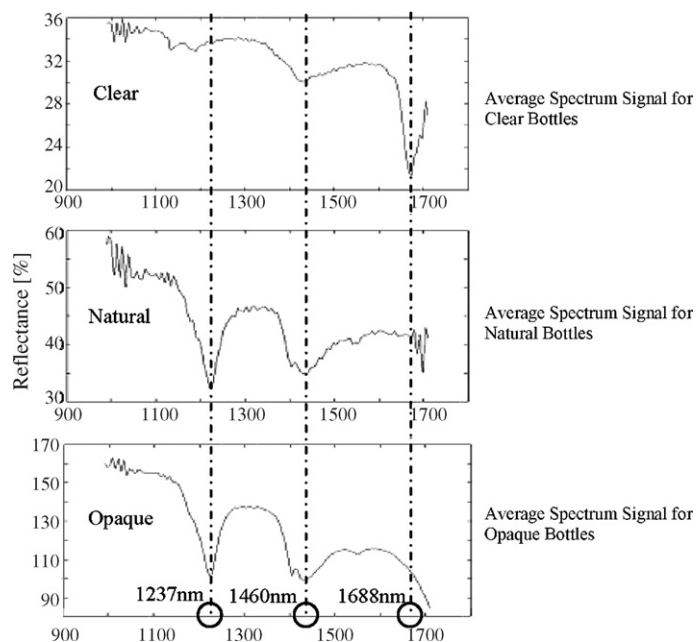 36
32
28
24
20
Clear
900 1100 1300 1500 1700
Average Spectrum Signal for
Clear Bottles
Reflectance [%]
60
50
40
30
Natural
900 1100 1300 1500 1700
Average Spectrum Signal for
Natural Bottles
170
150
130
110
90
Opaque
1237nm 1460nm 1688nm
900 1100 1300 1500 1700
Average Spectrum Signal for
Opaque Bottles